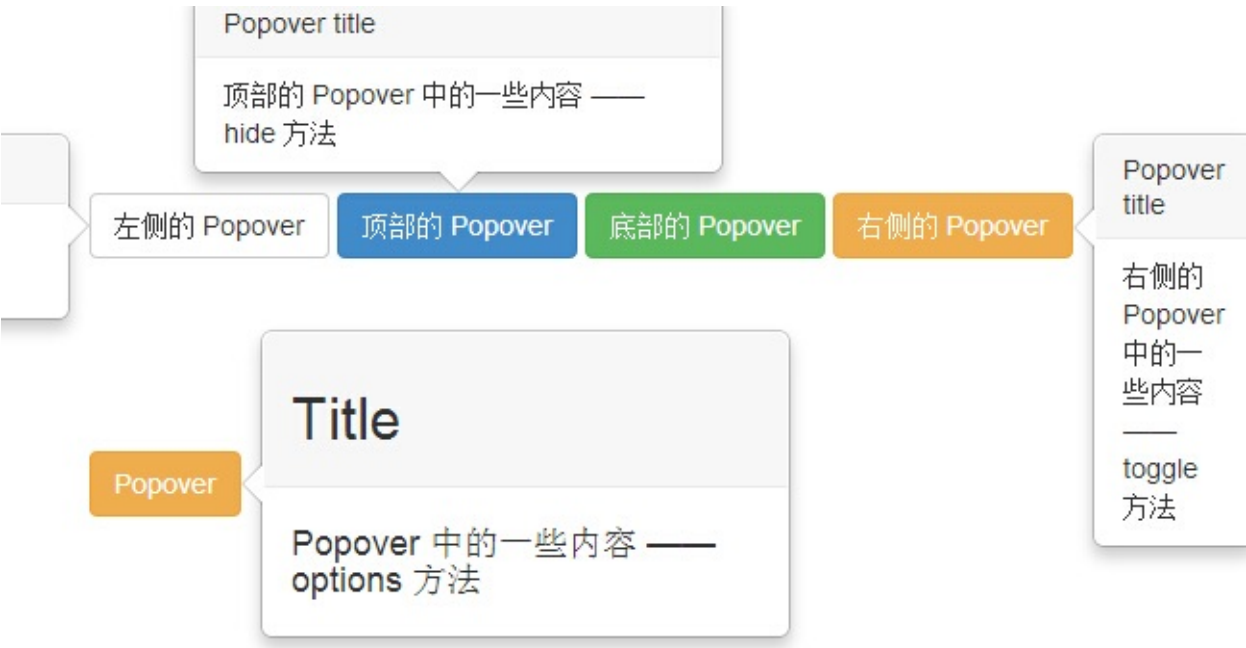 Popover title
顶部的 Popover 中的一些内容 ——
hide 方法
左侧的 Popover
顶部的 Popover
底部的 Popover
右侧的 Popover
Popover
title
右侧的
Popover
中的一
些内容
——
toggle
方法
Popover
Title
Popover 中的一些内容 ——
options 方法